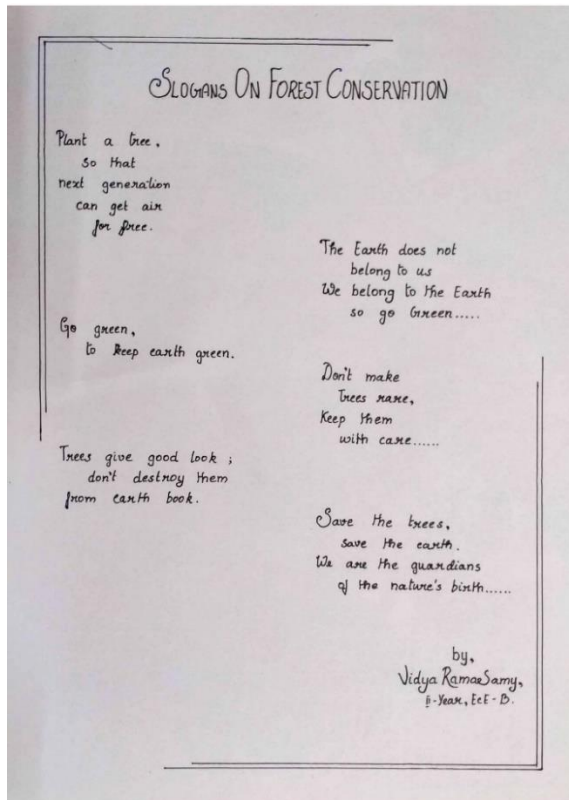 SLOGANS ON FOREST CONSERVATION
Plant a tree,
so that
next generation
can get air
for free.
Go green,
to keep earth green.
Trees give good look ;
don't destroy them
from earth book.
The Earth does not
belong to us
We belong to the Earth
so go Green.....
Don't make
Trees rare,
Keep them
with care......
Save the trees,
save the earth.
We are the guardians
of the nature's birth......
by,
Vidya RamaSamy,
II-Year, EcE - B.